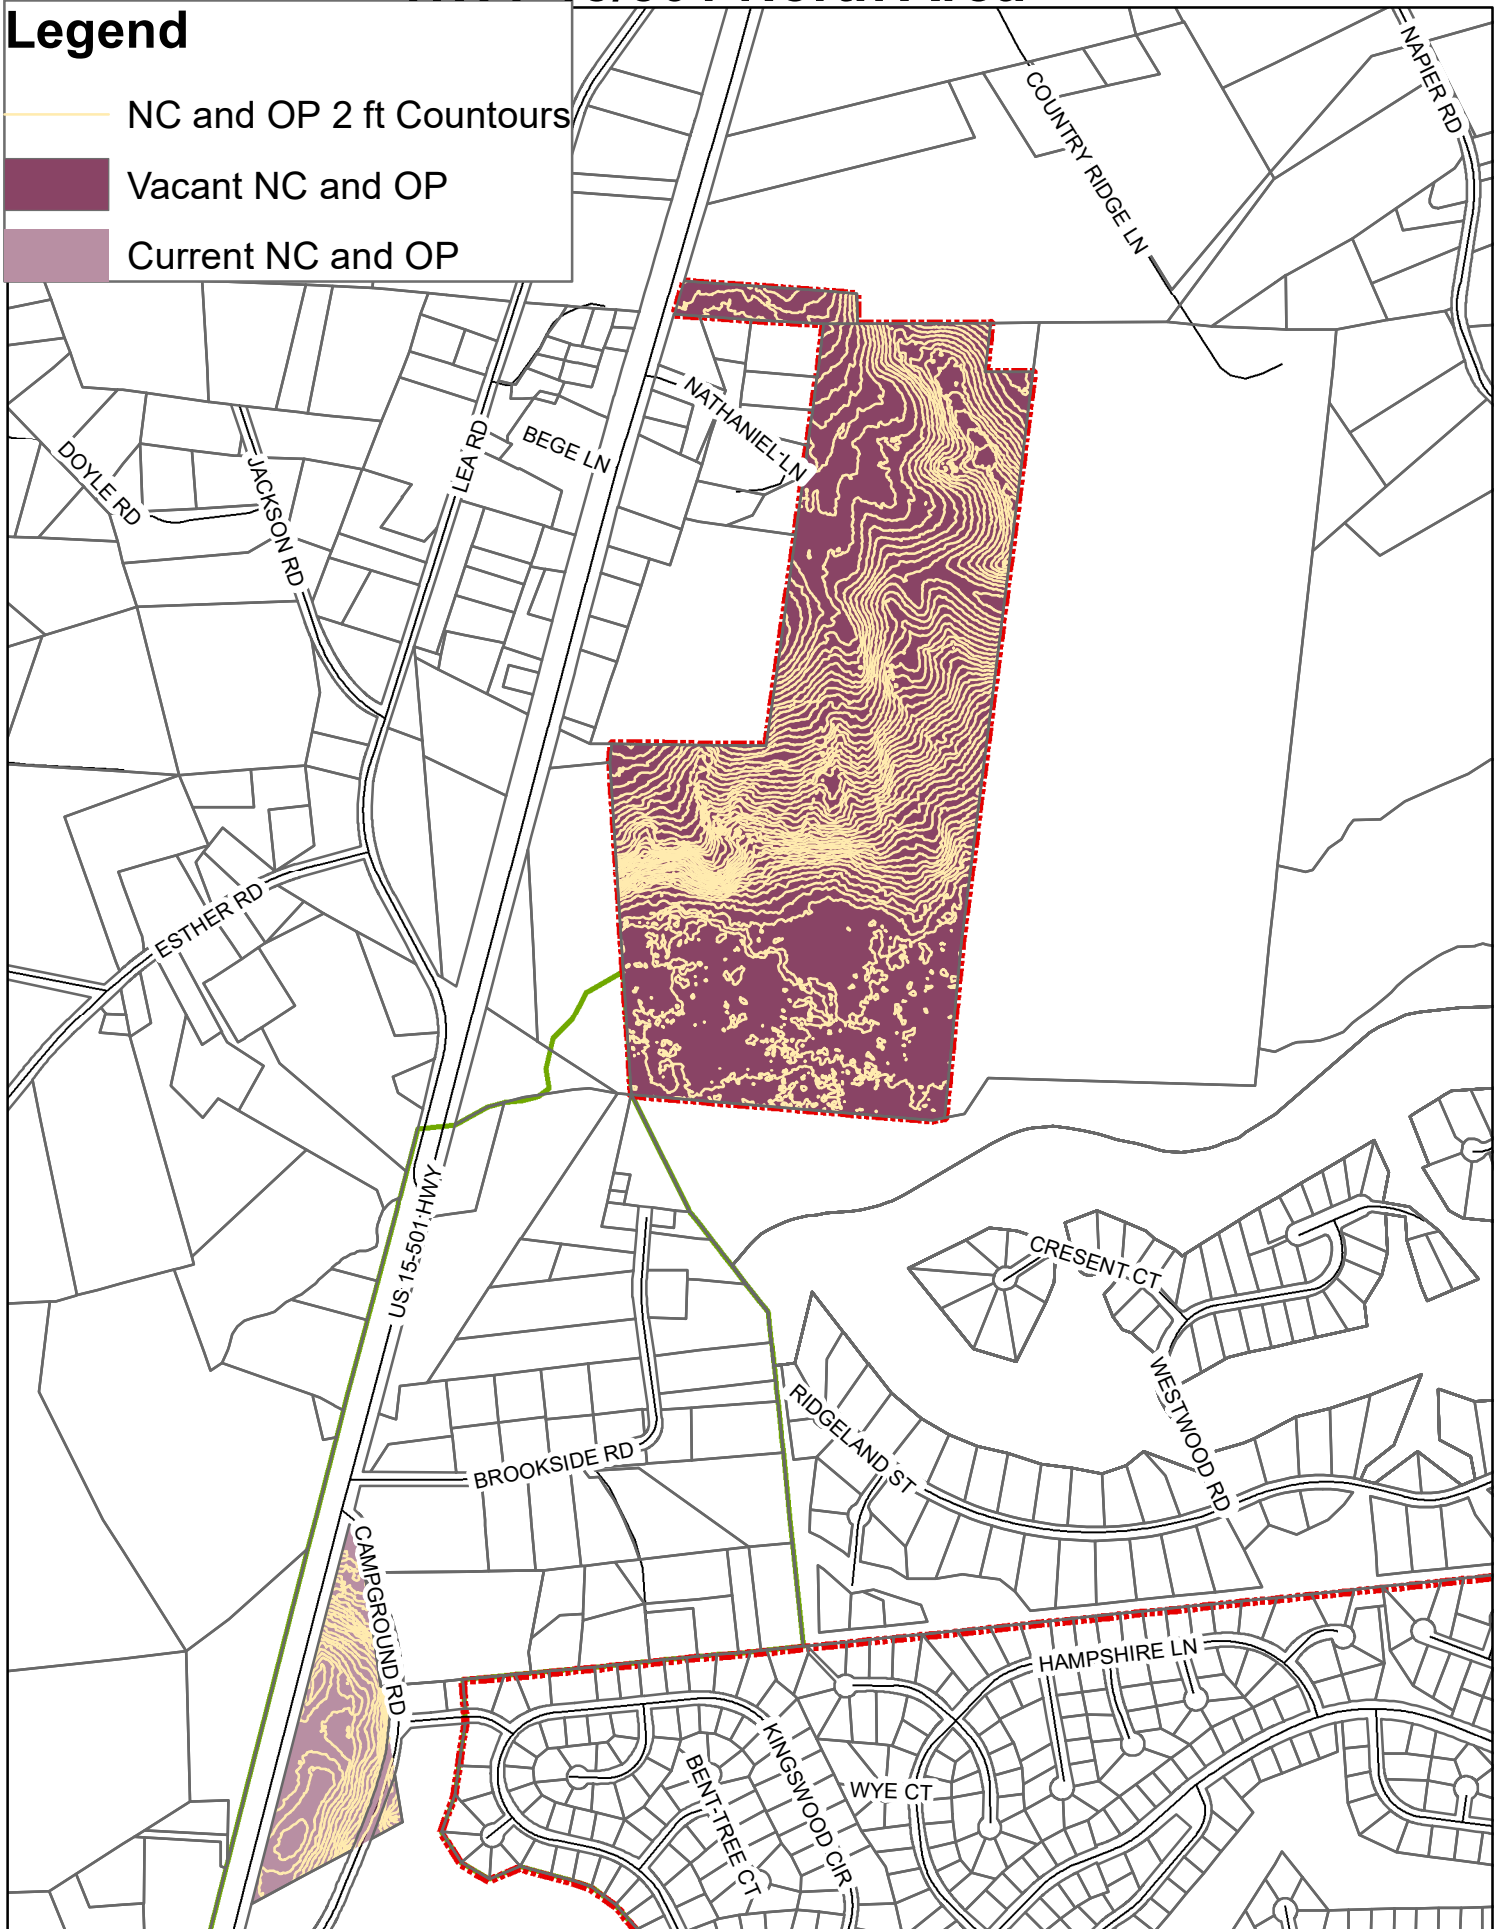 Legend
NC and OP 2 ft Countours
Vacant NC and OP
Current NC and OP
NAPIER RD
COUNTRY RIDGE LN
NATHANIEL LN
BEGE LN
LEA RD
DOYLE RD
JACKSON RD
ESTHER RD
US 15-501 HWY
CRESENT CT
WESTWOOD RD
RIDGELAND ST
BROOKSIDE RD
CAMPGROUND RD
HAMPSHIRE LN
KINGSWOOD CIR
BENT-TREE CT
WYE CT